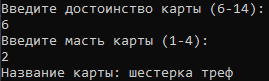 Введите достоинство карты (6-14):
6
Введите масть карты (1-4):
2
Название карты: шестерка треф